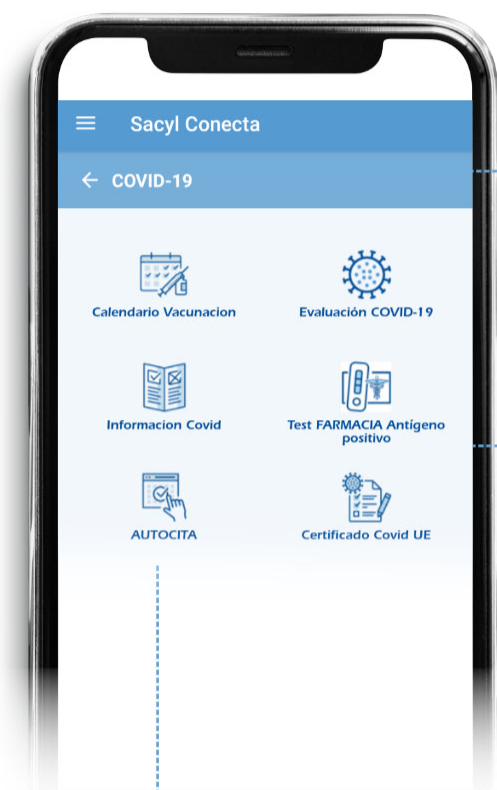 Sacyl Conecta
COVID-19
Calendario Vacunacion
Evaluación COVID-19
Informacion Covid
Test FARMACIA Antígeno
positivo
AUTOCITA
Certificado Covid UE